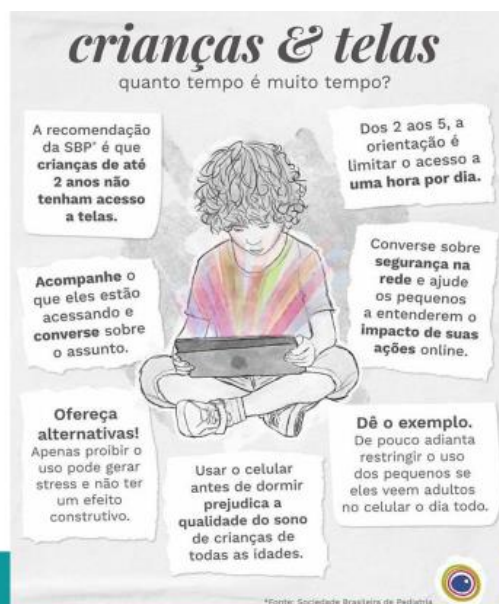 crianças & telas
quanto tempo é muito tempo?
A recomendação
da SBP* é que
crianças de até
2 anos não
tenham acesso
a telas.
Dos 2 aos 5, a
orientação é
limitar o acesso a
uma hora por dia.
Acompanhe o
que eles estão
acessando e
converse sobre
o assunto.
Converse sobre
segurança na
rede e ajude
os pequenos
a entenderem o
impacto de suas
ações online.
Ofereça
alternativas!
Apenas proibir o
uso pode gerar
stress e não ter
um efeito
construtivo.
Usar o celular
antes de dormir
prejudica a
qualidade do sono
de crianças de
todas as idades.
Dê o exemplo.
De pouco adianta
restringir o uso
dos pequenos se
eles veem adultos
no celular o dia todo.
*Fonte: Sociedade Brasileira de Pediatria